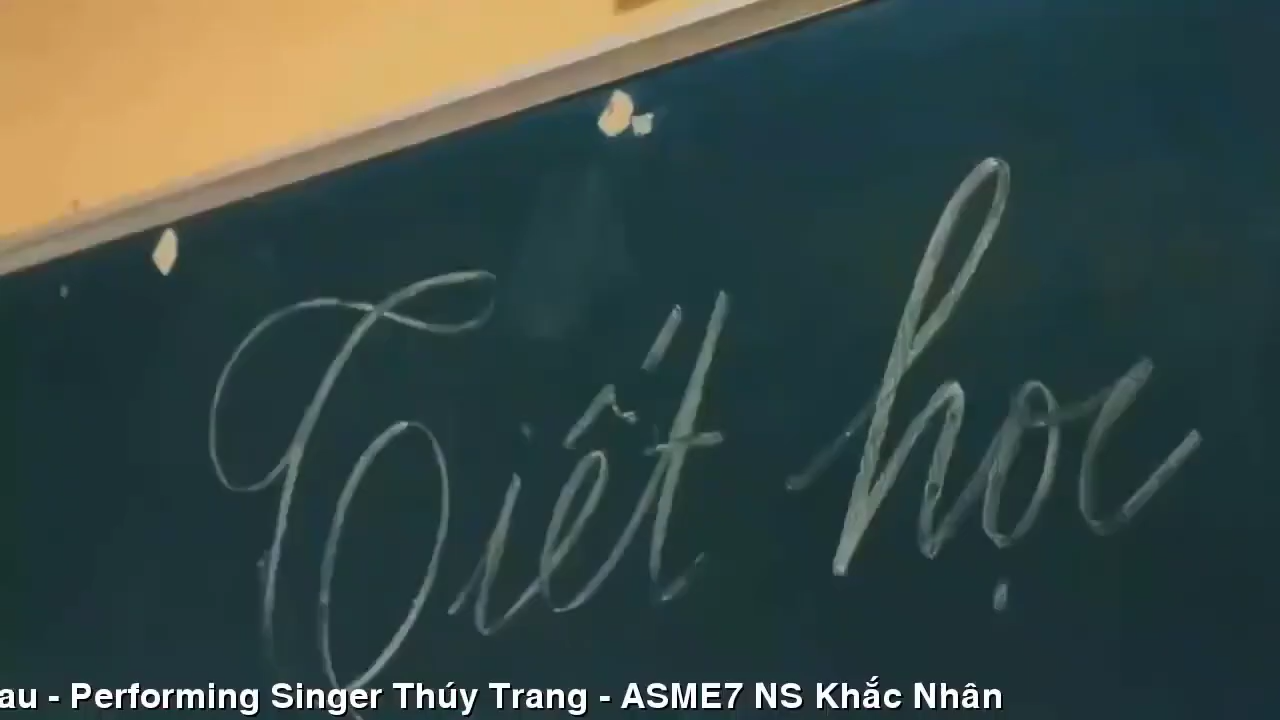 Tiết học
au - Performing Singer Thúy Trang - ASME7 NS Khắc Nhân